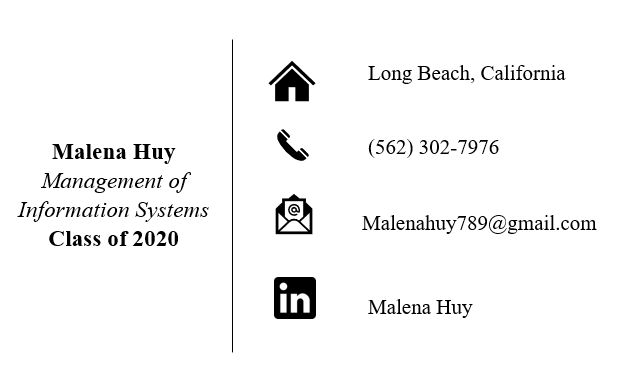 Malena Huy
Management of
Information Systems
Class of 2020
Long Beach, California
(562) 302-7976
@
Malenahuy789@gmail.com
in
Malena Huy